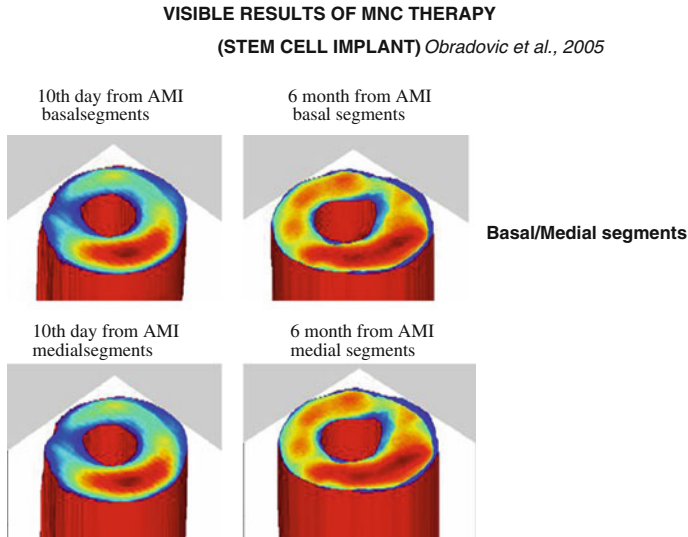 VISIBLE RESULTS OF MNC THERAPY
(STEM CELL IMPLANT) Obradovic et al., 2005
10th day from AMI
basalsegments
6 month from AMI
basal segments
Basal/Medial segments
10th day from AMI
medialsegments
6 month from AMI
medial segments